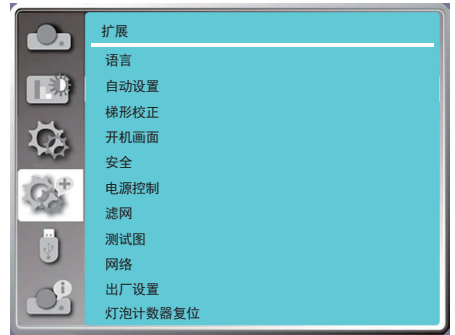 扩展
语言
自动设置
梯形校正
开机画面
安全
电源控制
滤网
测试图
网络
出厂设置
灯泡计数器复位